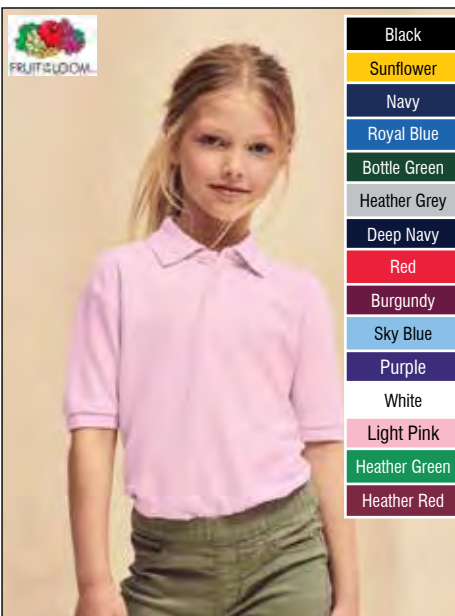 FRUIT OF THE LOOM
Black
Sunflower
Navy
Royal Blue
Bottle Green
Heather Grey
Deep Navy
Red
Burgundy
Sky Blue
Purple
White
Light Pink
Heather Green
Heather Red